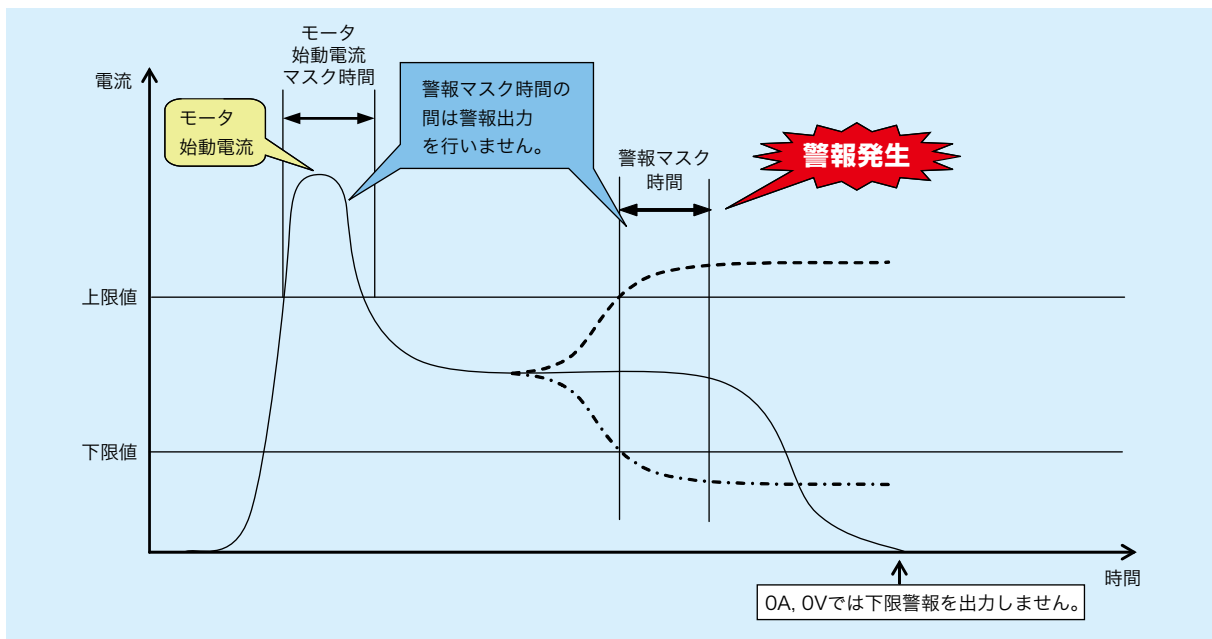 モータ
始動電流
マスク時間
電流
モータ
始動電流
警報マスク時間の
間は警報出力
を行いません。
警報マスク
時間
警報発生
上限値
下限値
時間
0A, 0Vでは下限警報を出力しません。